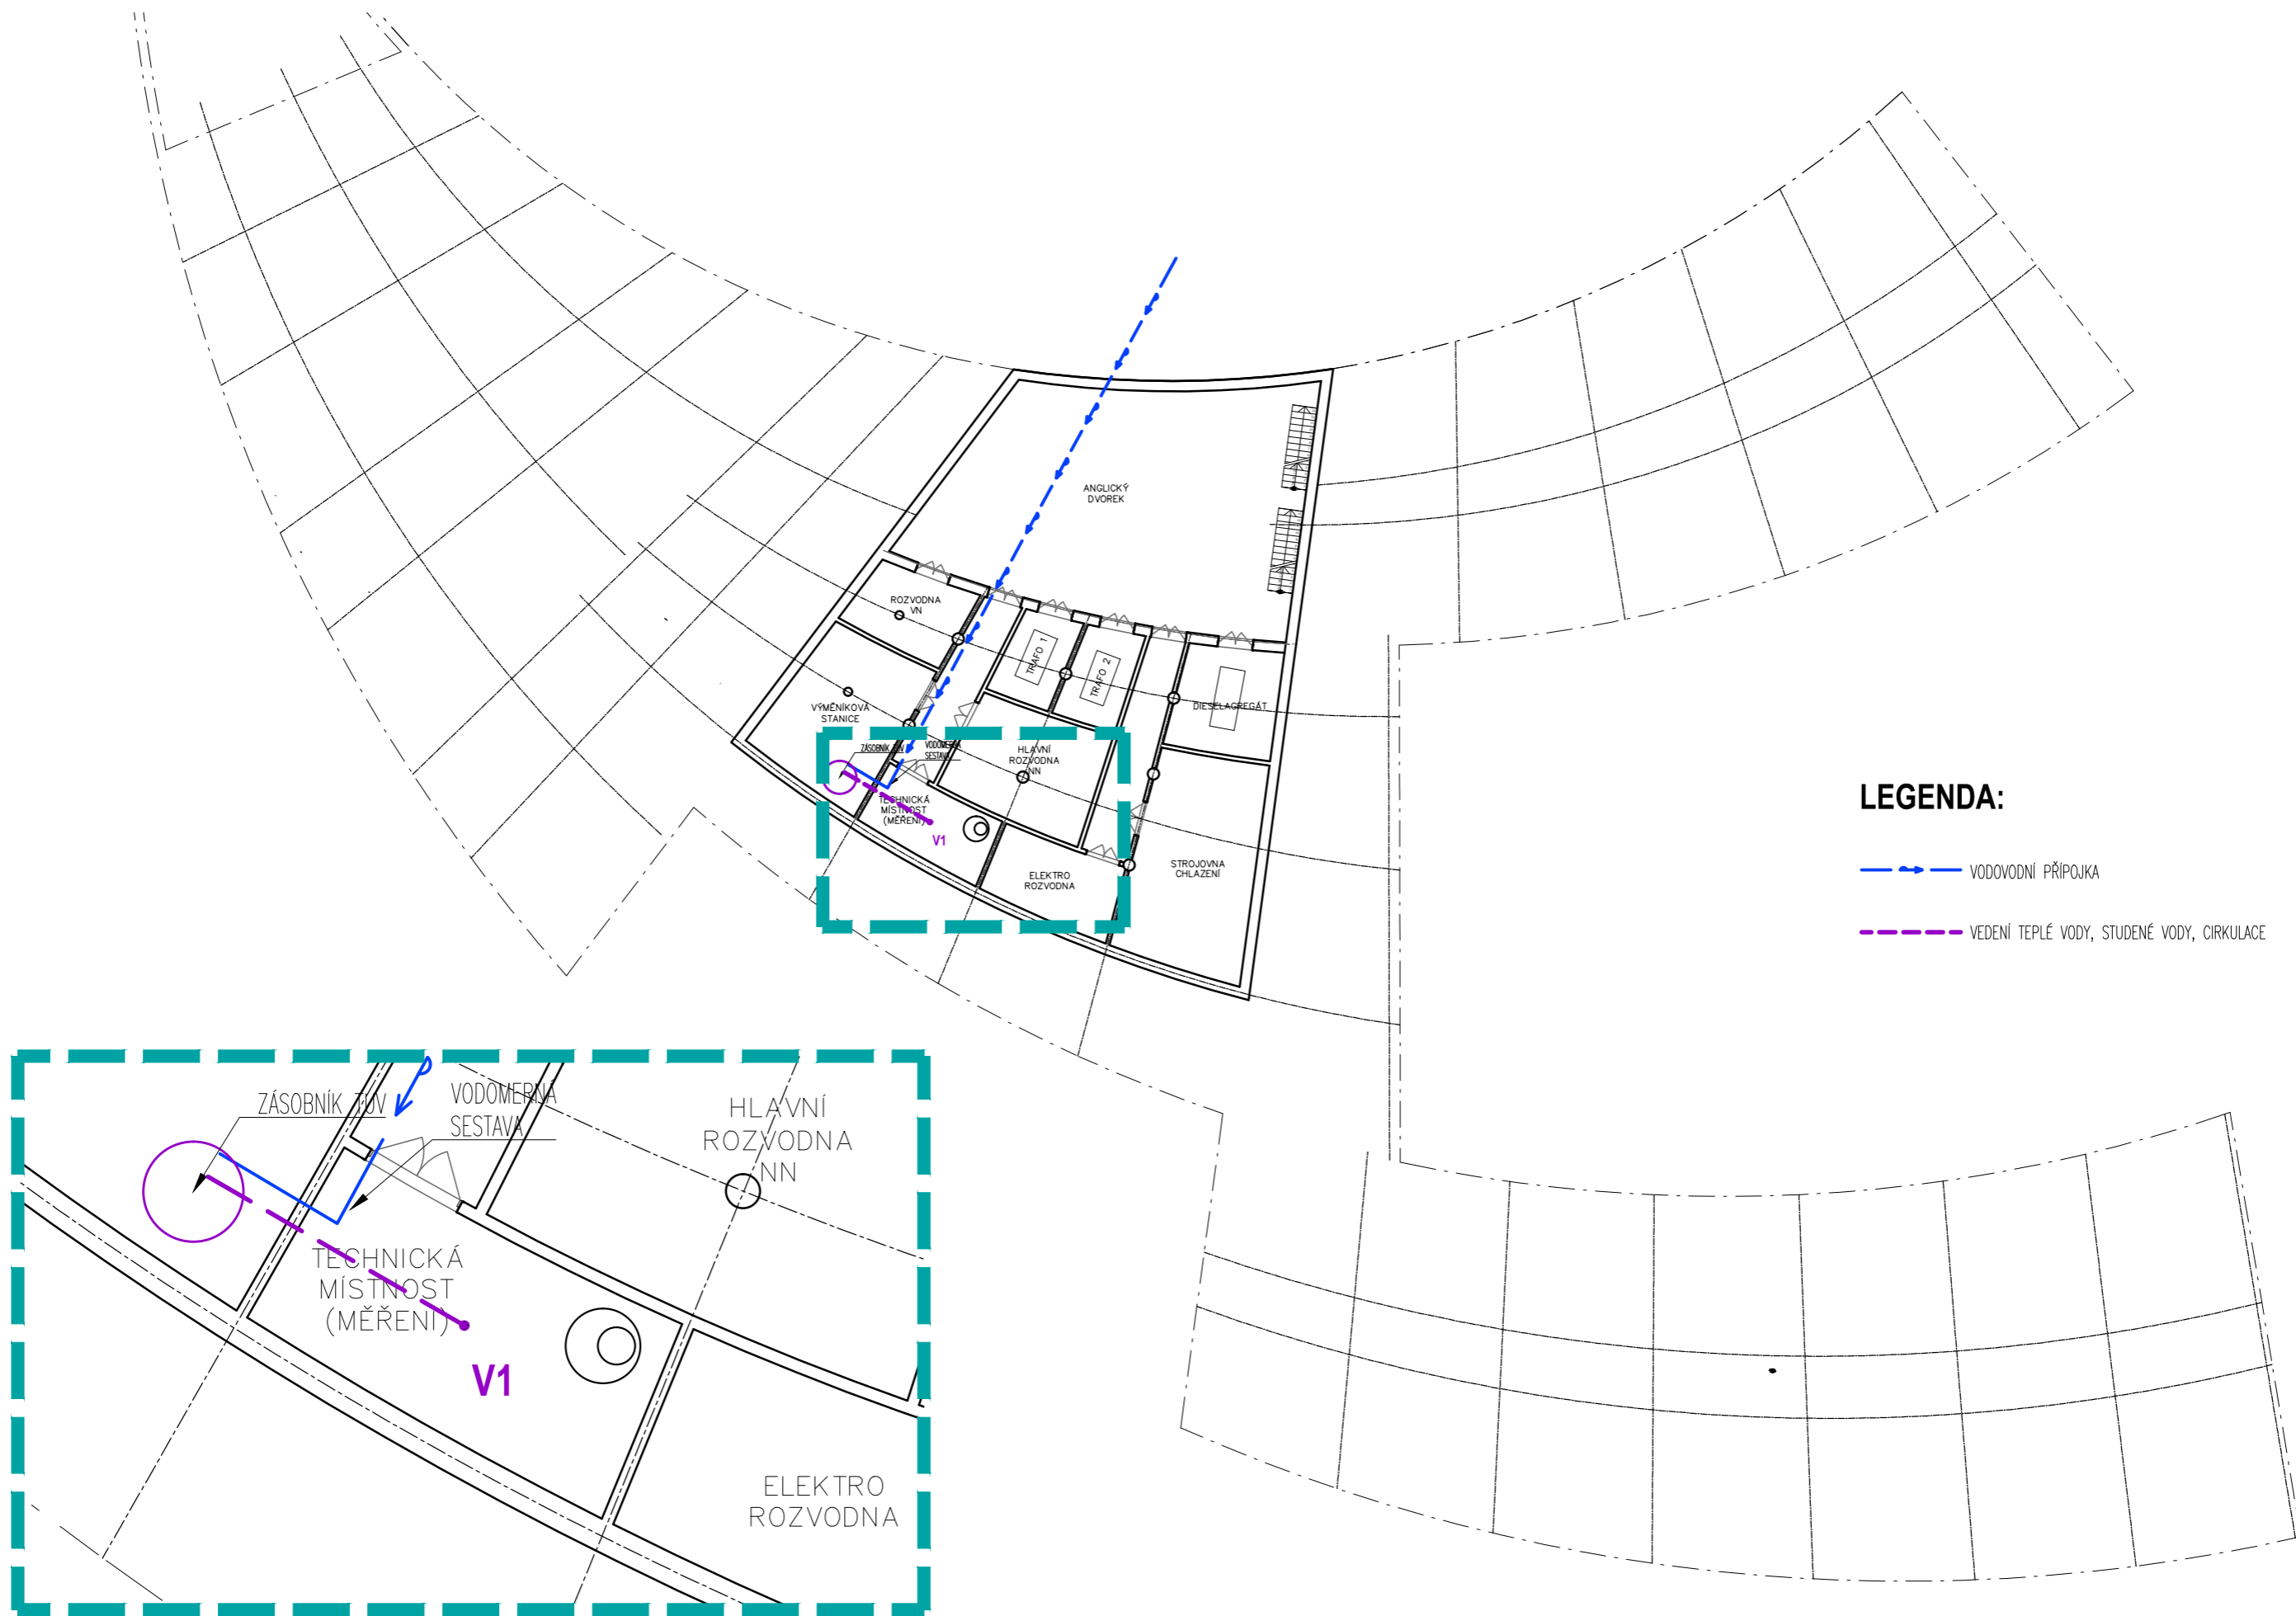 ANGLICKÝ
DVOREK
ROZVODNA
VN
TRAFO 1
TRAFO 2
DIESELAGREGÁT
VÝMĚNÍKOVÁ
STANICE
ZÁSOBNÍK TUV
VODOMERNÁ
SESTAVA
HLAVNÍ
ROZVODNA
NN
TECHNICKÁ
MÍSTNOST
(MĚŘENÍ)
V1
ELEKTRO
ROZVODNA
STROJOVNA
CHLAZENÍ
LEGENDA:
VODOVODNÍ PŘÍPOJKA
VEDENÍ TEPLÉ VODY, STUDENÉ VODY, CIRKULACE
ZÁSOBNÍK TUV
VODOMERNÁ
SESTAVA
HLAVNÍ
ROZVODNA
NN
TECHNICKÁ
MÍSTNOST
(MĚŘENÍ)
V1
ELEKTRO
ROZVODNA